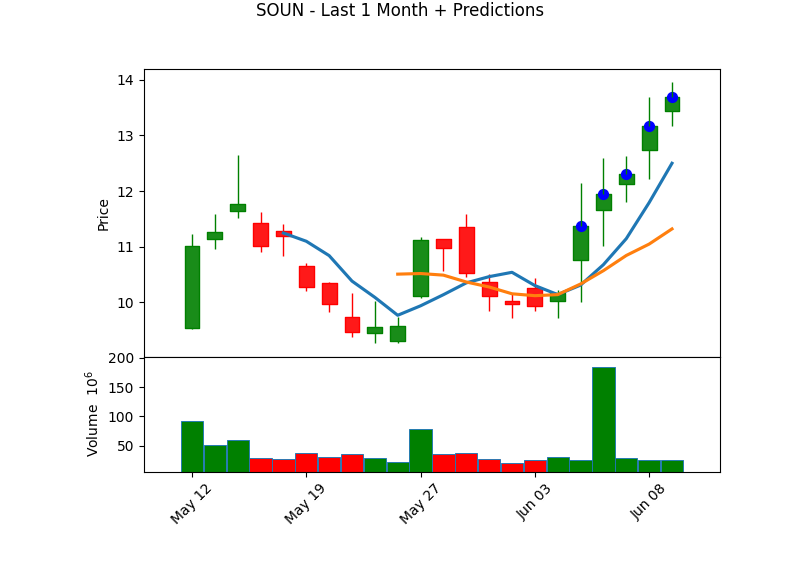 SOUN - Last 1 Month + Predictions
14
13
12
11
10
Price
200
150
100
50
Volume 10^6
May 12
May 19
May 27
Jun 03
Jun 08